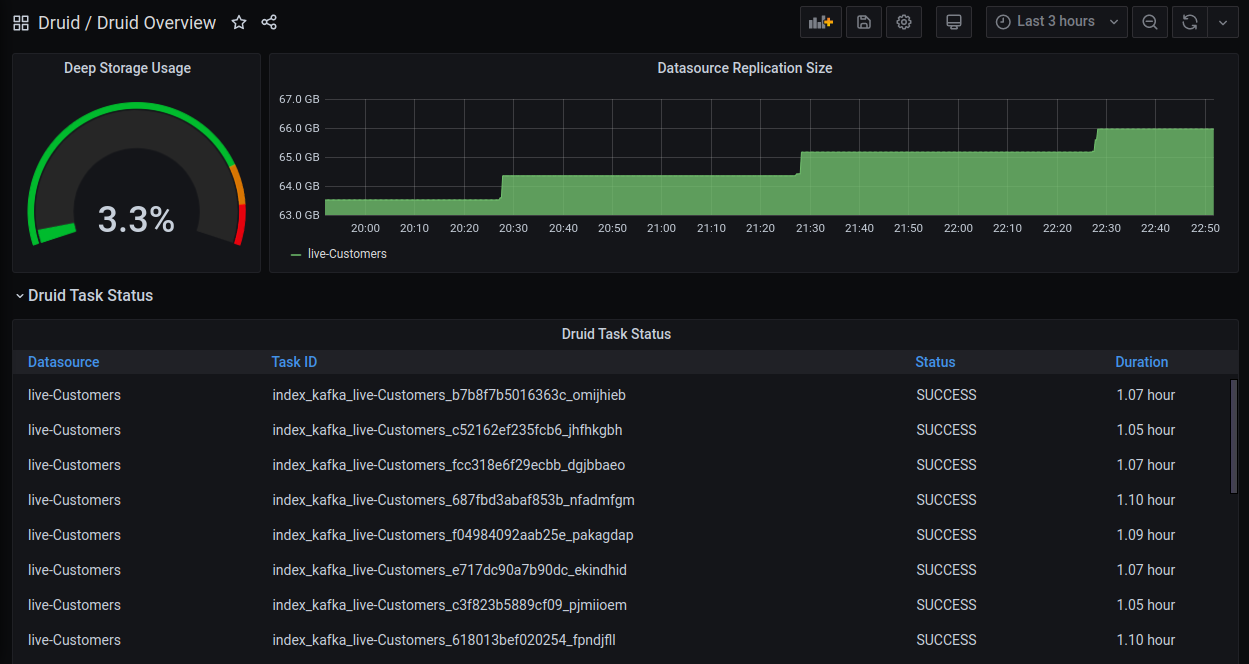 Druid / Druid Overview
Last 3 hours
Deep Storage Usage
3.3%
Datasource Replication Size
67.0 GB
66.0 GB
65.0 GB
64.0 GB
63.0 GB
20:00 20:10 20:20 20:30 20:40 20:50 21:00 21:10 21:20 21:30 21:40 21:50 22:00 22:10 22:20 22:30 22:40 22:50
live-Customers
Druid Task Status
Druid Task Status
Datasource Task ID Status Duration
live-Customers index_kafka_live-Customers_b7b8f7b5016363c_omijhieb SUCCESS 1.07 hour
live-Customers index_kafka_live-Customers_c52162ef235fcb6_jhfhkgbh SUCCESS 1.05 hour
live-Customers index_kafka_live-Customers_fcc318e6f29ecbb_dgjbbaeo SUCCESS 1.07 hour
live-Customers index_kafka_live-Customers_687fbd3abaf853b_nfadmfgm SUCCESS 1.10 hour
live-Customers index_kafka_live-Customers_f04984092aab25e_pakagdap SUCCESS 1.09 hour
live-Customers index_kafka_live-Customers_e717dc90a7b90dc_ekindhid SUCCESS 1.07 hour
live-Customers index_kafka_live-Customers_c3f823b5889cf09_pjmiioem SUCCESS 1.05 hour
live-Customers index_kafka_live-Customers_618013bef020254_fpndjfll SUCCESS 1.10 hour